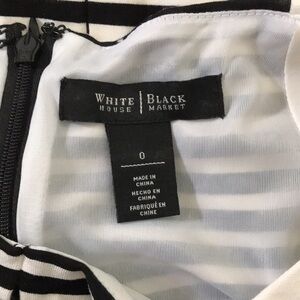 WHITE | BLACK
HOUSE | MARKET
0
MADE IN
CHINA
HECHO EN
CHINA
FABRIQUÉ EN
CHINE